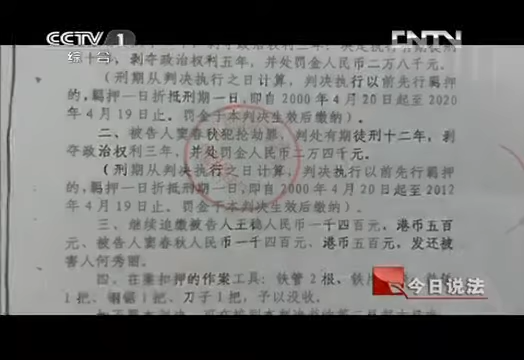 CCTV 1
综合
CNTN
剥夺政治权利五年，并处罚金人民币二万八千元。
（刑期从判决执行之日计算，判决执行以前先行羁押
的，羁押一日折抵刑期一日，即自2000年4月20日起至2020
年4月19日止。罚金于本判决生效后缴纳）。
二、被告人窦春秋犯抢劫罪，判处有期徒刑十二年，剥
夺政治权利三年，并处罚金人民币二万四千元。
（刑期从判决执行之日计算，判决执行以前先行羁押
的，羁押一日折抵刑期一日，即自2000年4月20日起至2012
年4月19日止。罚金于本判决生效后缴纳）。
三、继续追缴被告人王鹤人民币一千四百元，港币五百
元、被告人窦春秋人民币一千四百元、港币五百元，发还被
害人何秀丽。
四、在案扣押的作案工具：铁管2根、铁
1把、钢锯1把、刀子1把，予以没收。
今日说法